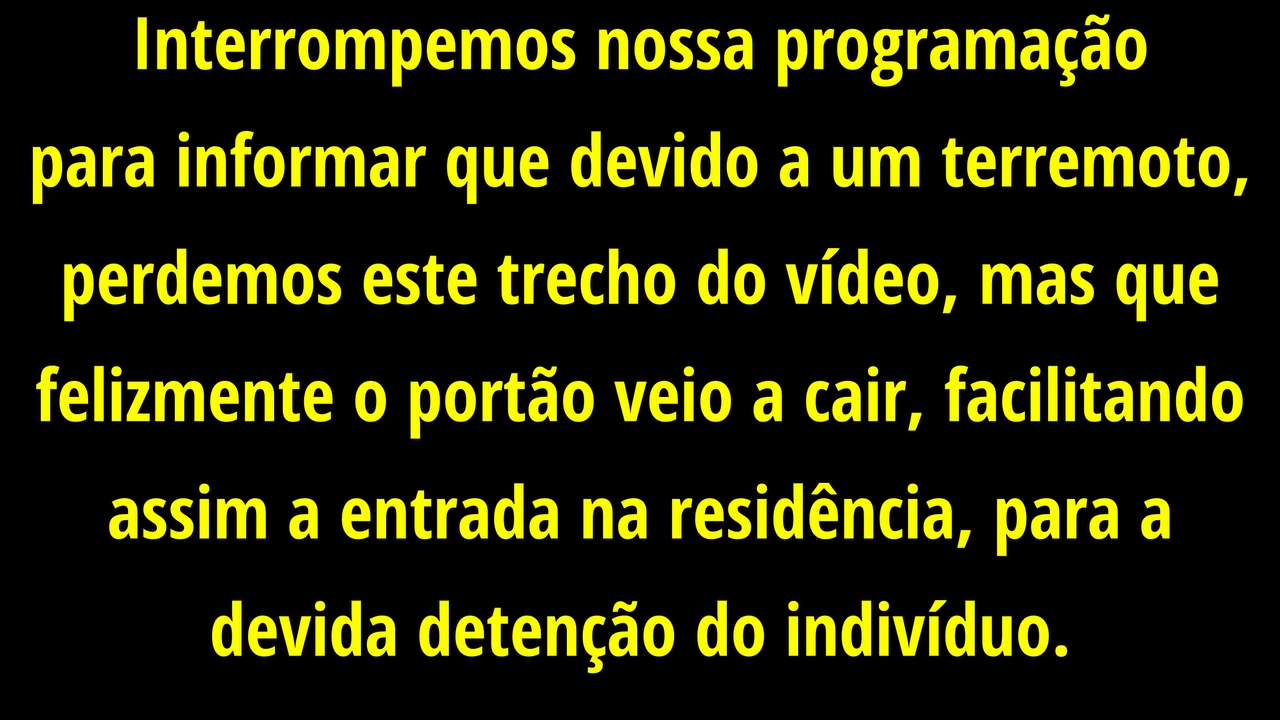 Interrompemos nossa programação
para informar que devido a um terremoto,
perdemos este trecho do vídeo, mas que
felizmente o portão veio a cair, facilitando
assim a entrada na residência, para a
devida detenção do indivíduo.